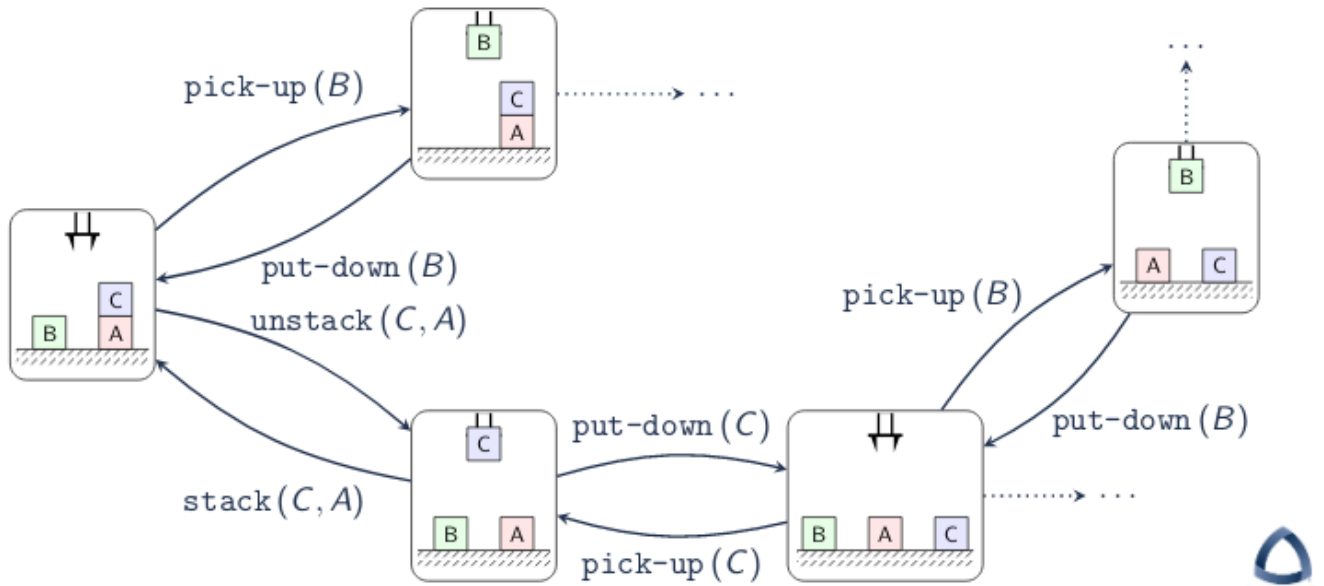 B
C
A
pick-up (B)
...
...
B
A
C
put-down (B)
unstack (C, A)
C
B
A
pick-up (B)
put-down (B)
C
B
A
stack (C, A)
put-down (C)
pick-up (C)
B
A
C
...